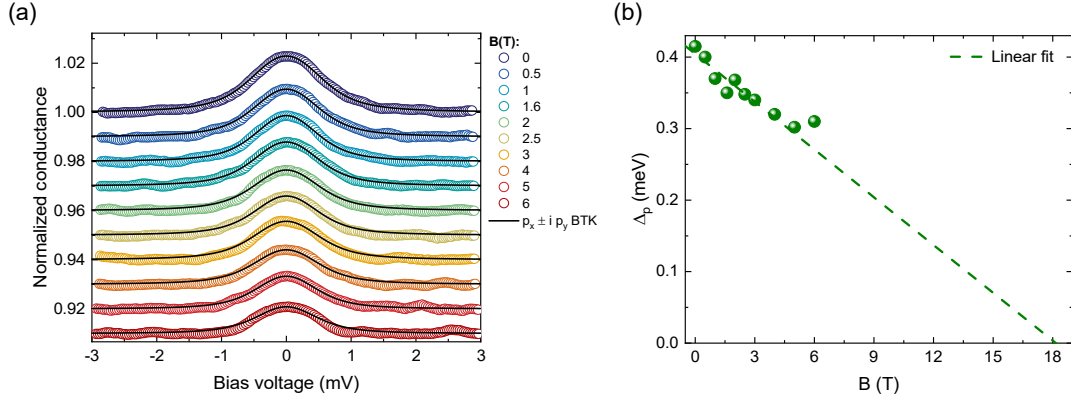 (a)
Normalized conductance
1.02
1.00
0.98
0.96
0.94
0.92
-3 -2 -1 0 1 2 3
Bias voltage (mV)
B(T):
0
0.5
1
1.6
2
2.5
3
4
5
6
pₓ ± i p_y BTK
(b)
Δₚ (meV)
0.4
0.3
0.2
0.1
0.0
0 3 6 9 12 15 18
B (T)
Linear fit